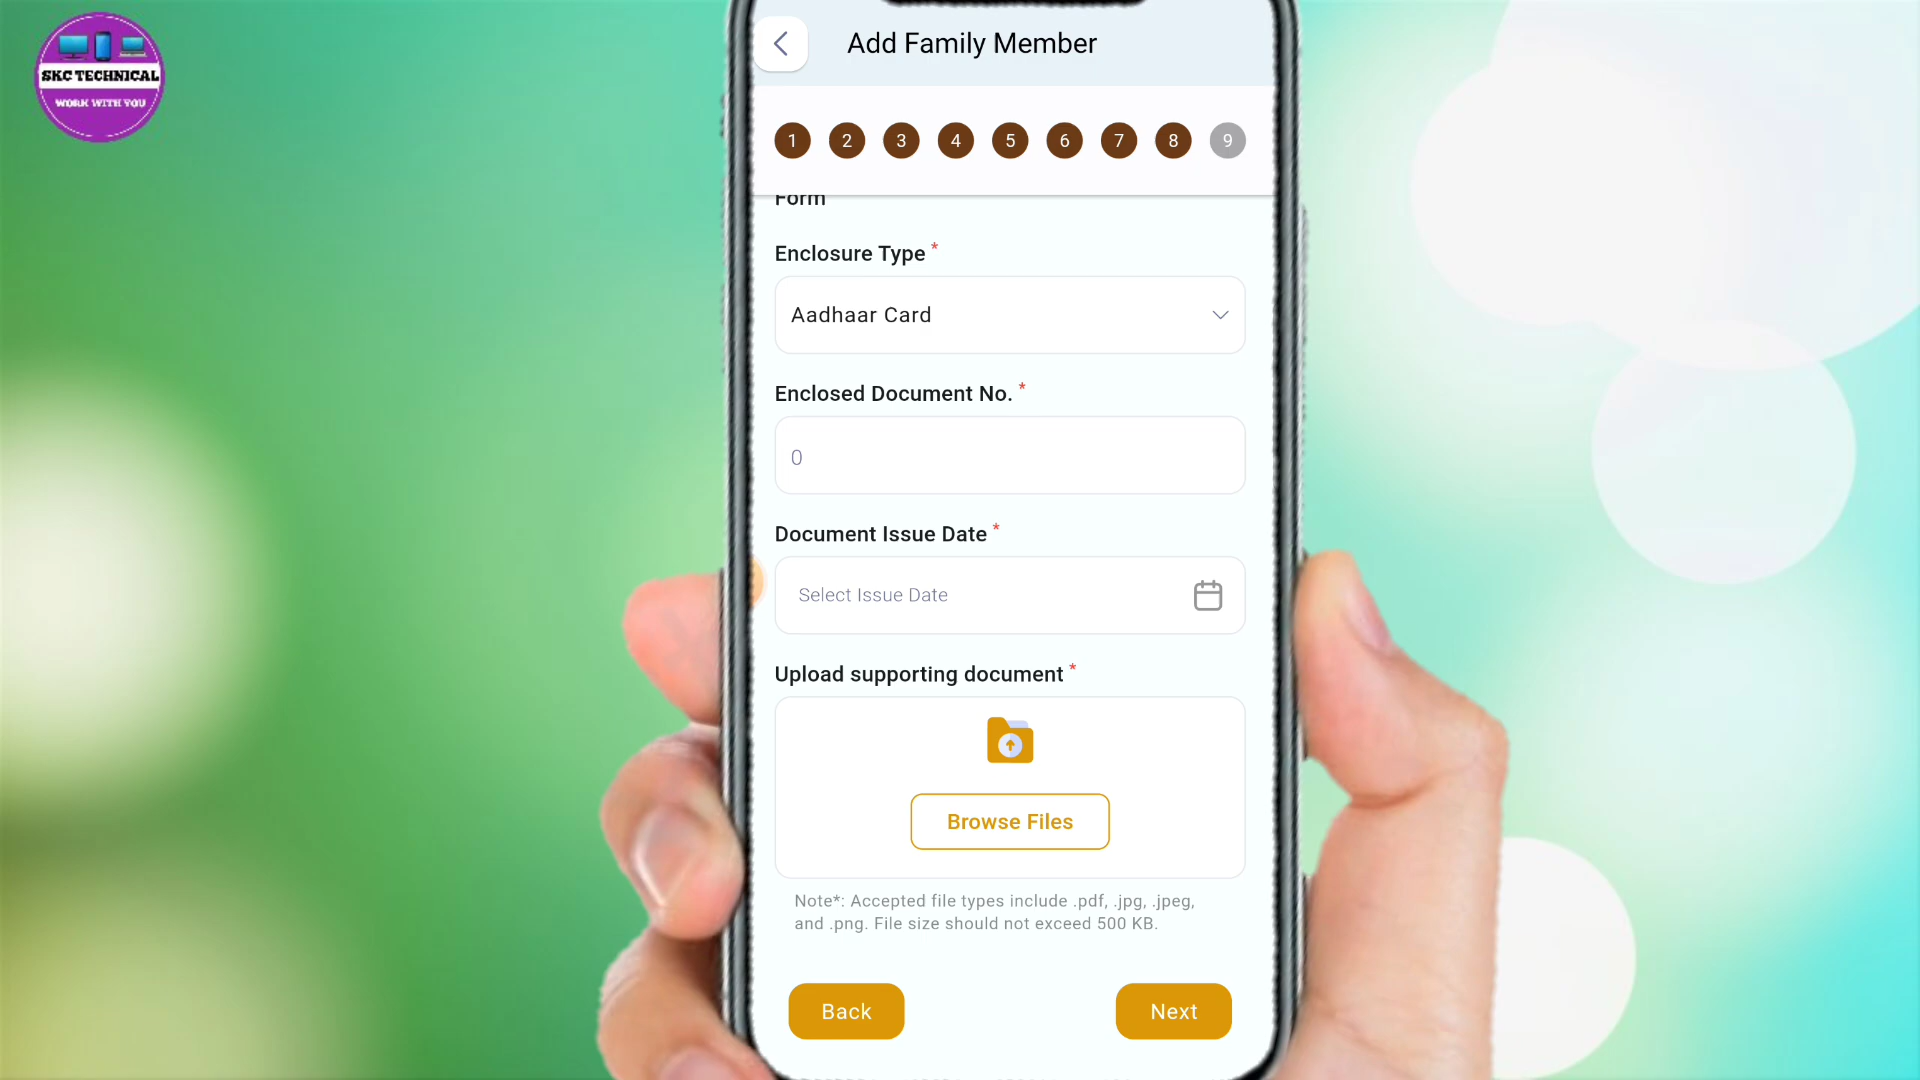 SKC TECHNICAL
WORK WITH YOU
Add Family Member
1 2 3 4 5 6 7 8 9
Form
Enclosure Type *
Aadhaar Card
Enclosed Document No. *
0
Document Issue Date *
Select Issue Date
Upload supporting document *
Browse Files
Note*: Accepted file types include .pdf, .jpg, .jpeg,
and .png. File size should not exceed 500 KB.
Back Next